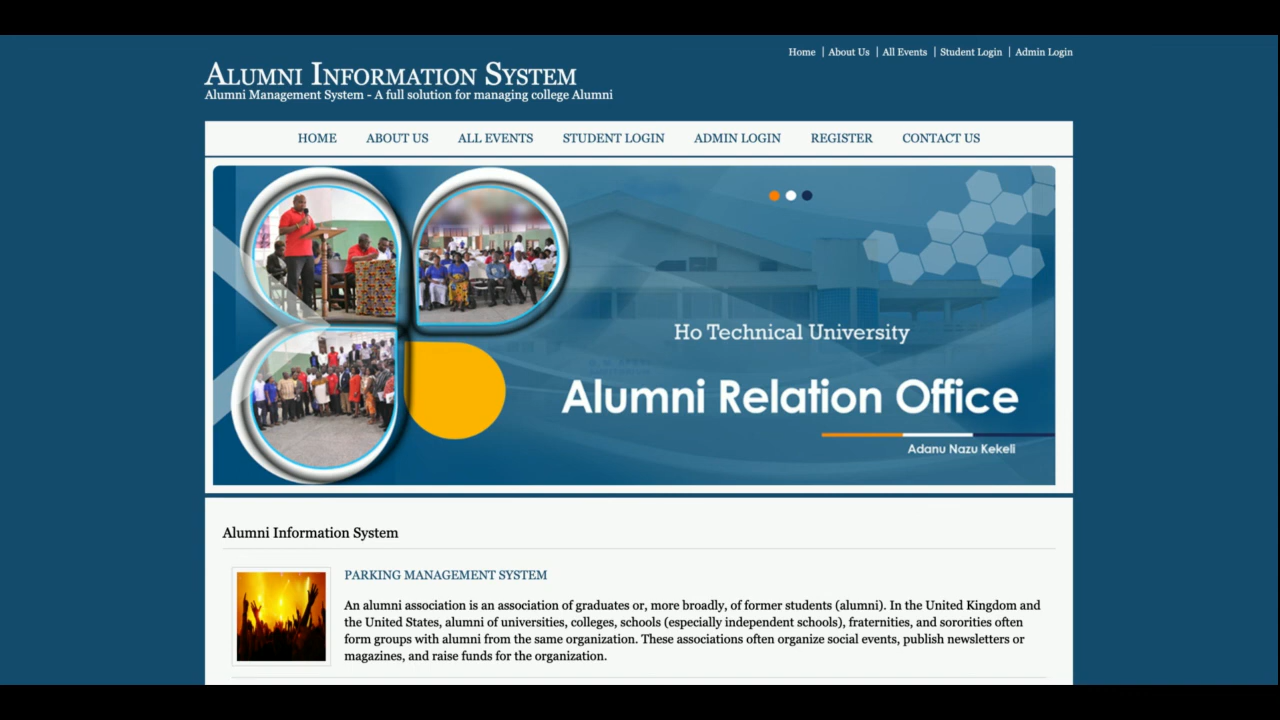 Home | About Us | All Events | Student Login | Admin Login
ALUMNI INFORMATION SYSTEM
Alumni Management System - A full solution for managing college Alumni
HOME ABOUT US ALL EVENTS STUDENT LOGIN ADMIN LOGIN REGISTER CONTACT US
Ho Technical University
Alumni Relation Office
Adanu Nazu Kekeli
Alumni Information System
PARKING MANAGEMENT SYSTEM
An alumni association is an association of graduates or, more broadly, of former students (alumni). In the United Kingdom and
the United States, alumni of universities, colleges, schools (especially independent schools), fraternities, and sororities often
form groups with alumni from the same organization. These associations often organize social events, publish newsletters or
magazines, and raise funds for the organization.